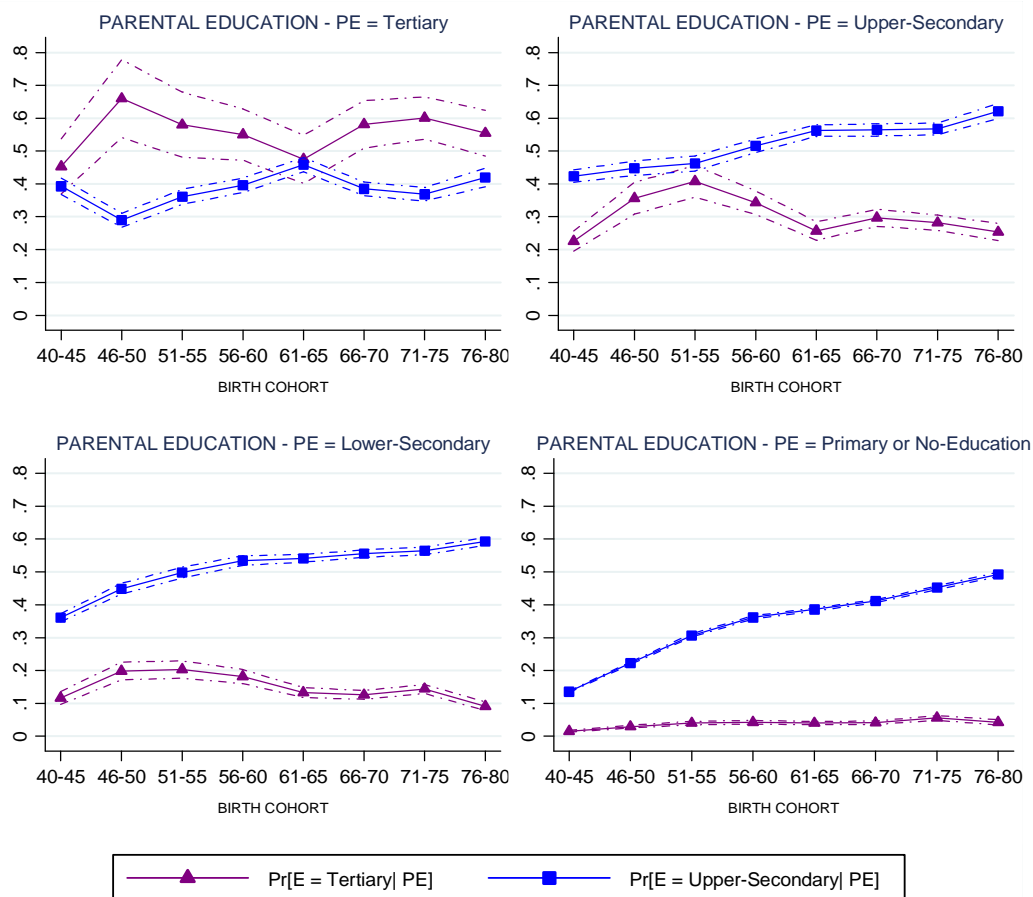 PARENTAL EDUCATION - PE = Tertiary
.8
.7
.6
.5
.4
.3
.2
.1
0
40-45 46-50 51-55 56-60 61-65 66-70 71-75 76-80
BIRTH COHORT
PARENTAL EDUCATION - PE = Upper-Secondary
.8
.7
.6
.5
.4
.3
.2
.1
0
40-45 46-50 51-55 56-60 61-65 66-70 71-75 76-80
BIRTH COHORT
PARENTAL EDUCATION - PE = Lower-Secondary
.8
.7
.6
.5
.4
.3
.2
.1
0
40-45 46-50 51-55 56-60 61-65 66-70 71-75 76-80
BIRTH COHORT
PARENTAL EDUCATION - PE = Primary or No-Education
.8
.7
.6
.5
.4
.3
.2
.1
0
40-45 46-50 51-55 56-60 61-65 66-70 71-75 76-80
BIRTH COHORT
Pr[E = Tertiary| PE]
Pr[E = Upper-Secondary| PE]